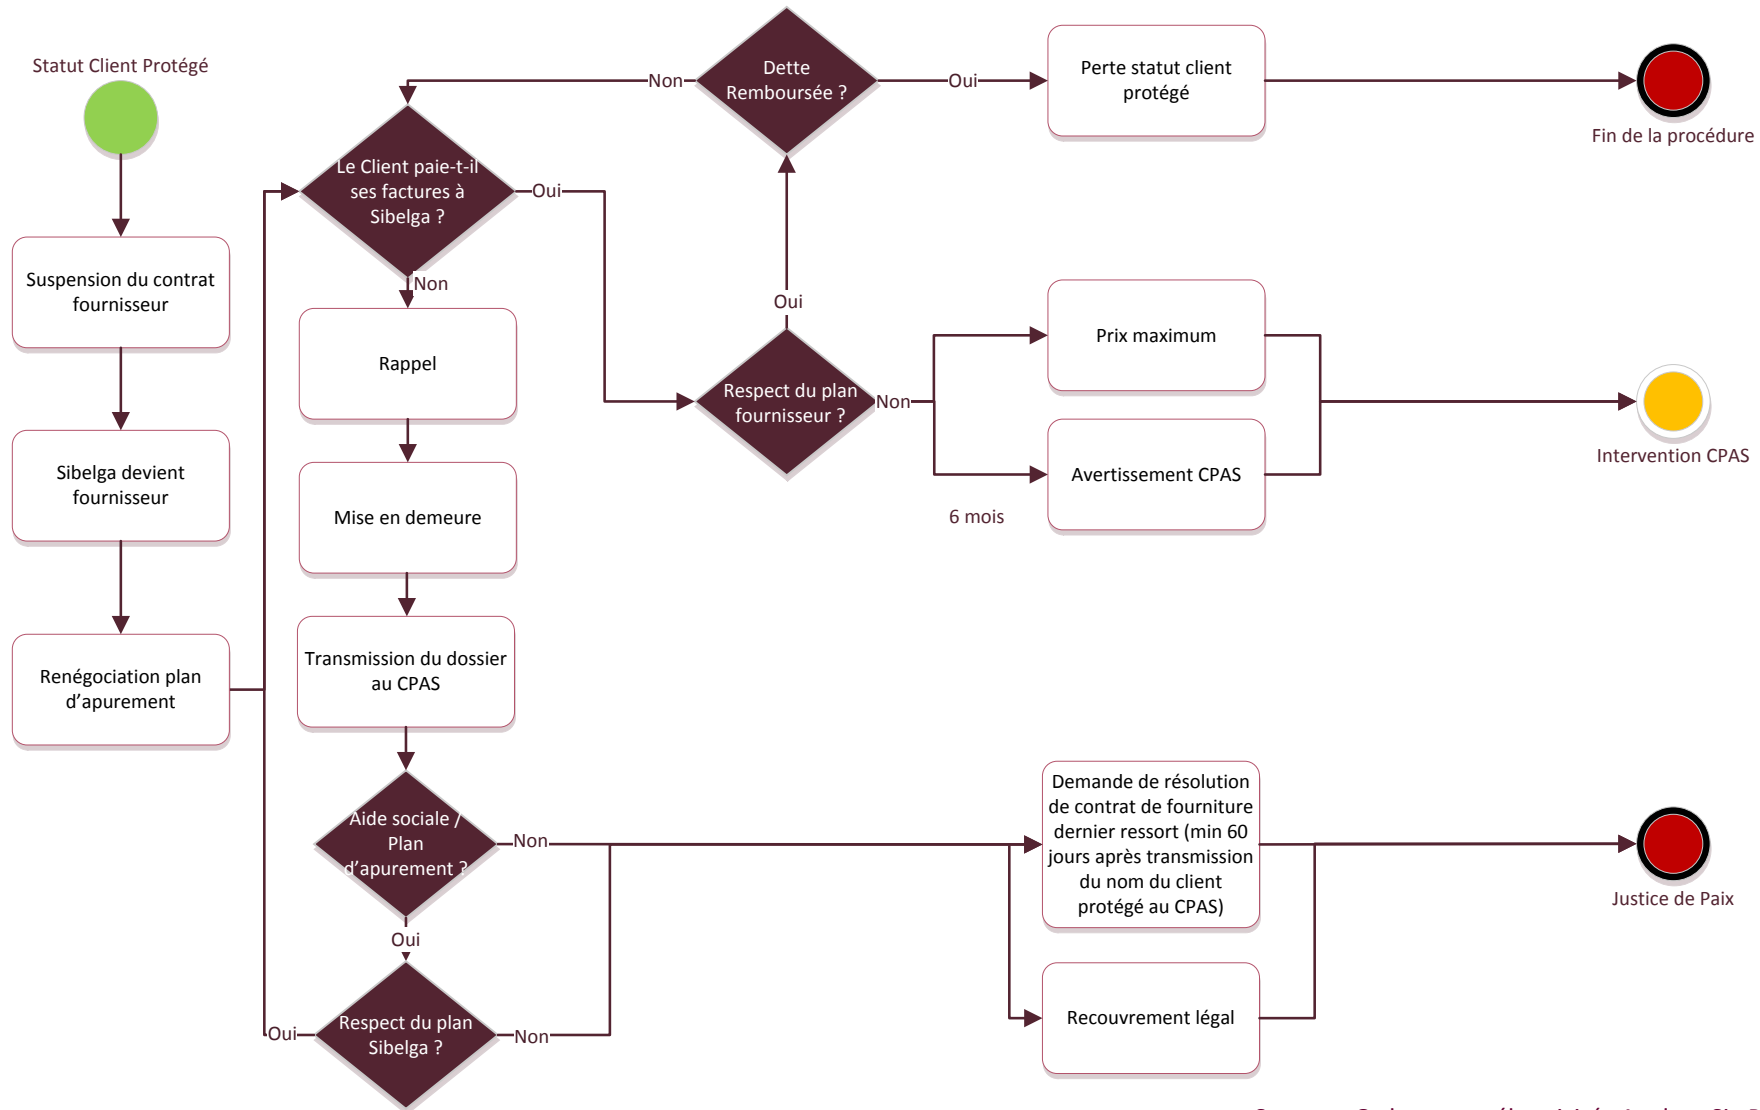 Statut Client Protégé
Suspension du contrat
fournisseur
Sibelga devient
fournisseur
Renégociation plan
d’apurement
Le Client paie-t-il
ses factures à
Sibelga ?
Oui
Non
Rappel
Mise en demeure
Transmission du dossier
au CPAS
Aide sociale /
Plan
d’apurement ?
Non
Oui
Respect du plan
Sibelga ?
Oui
Non
Dette
Remboursée ?
Non
Oui
Oui
Respect du plan
fournisseur ?
Non
6 mois
Perte statut client
protégé
Prix maximum
Avertissement CPAS
Demande de résolution
de contrat de fourniture
dernier ressort (min 60
jours après transmission
du nom du client
protégé au CPAS)
Recouvrement légal
Fin de la procédure
Intervention CPAS
Justice de Paix